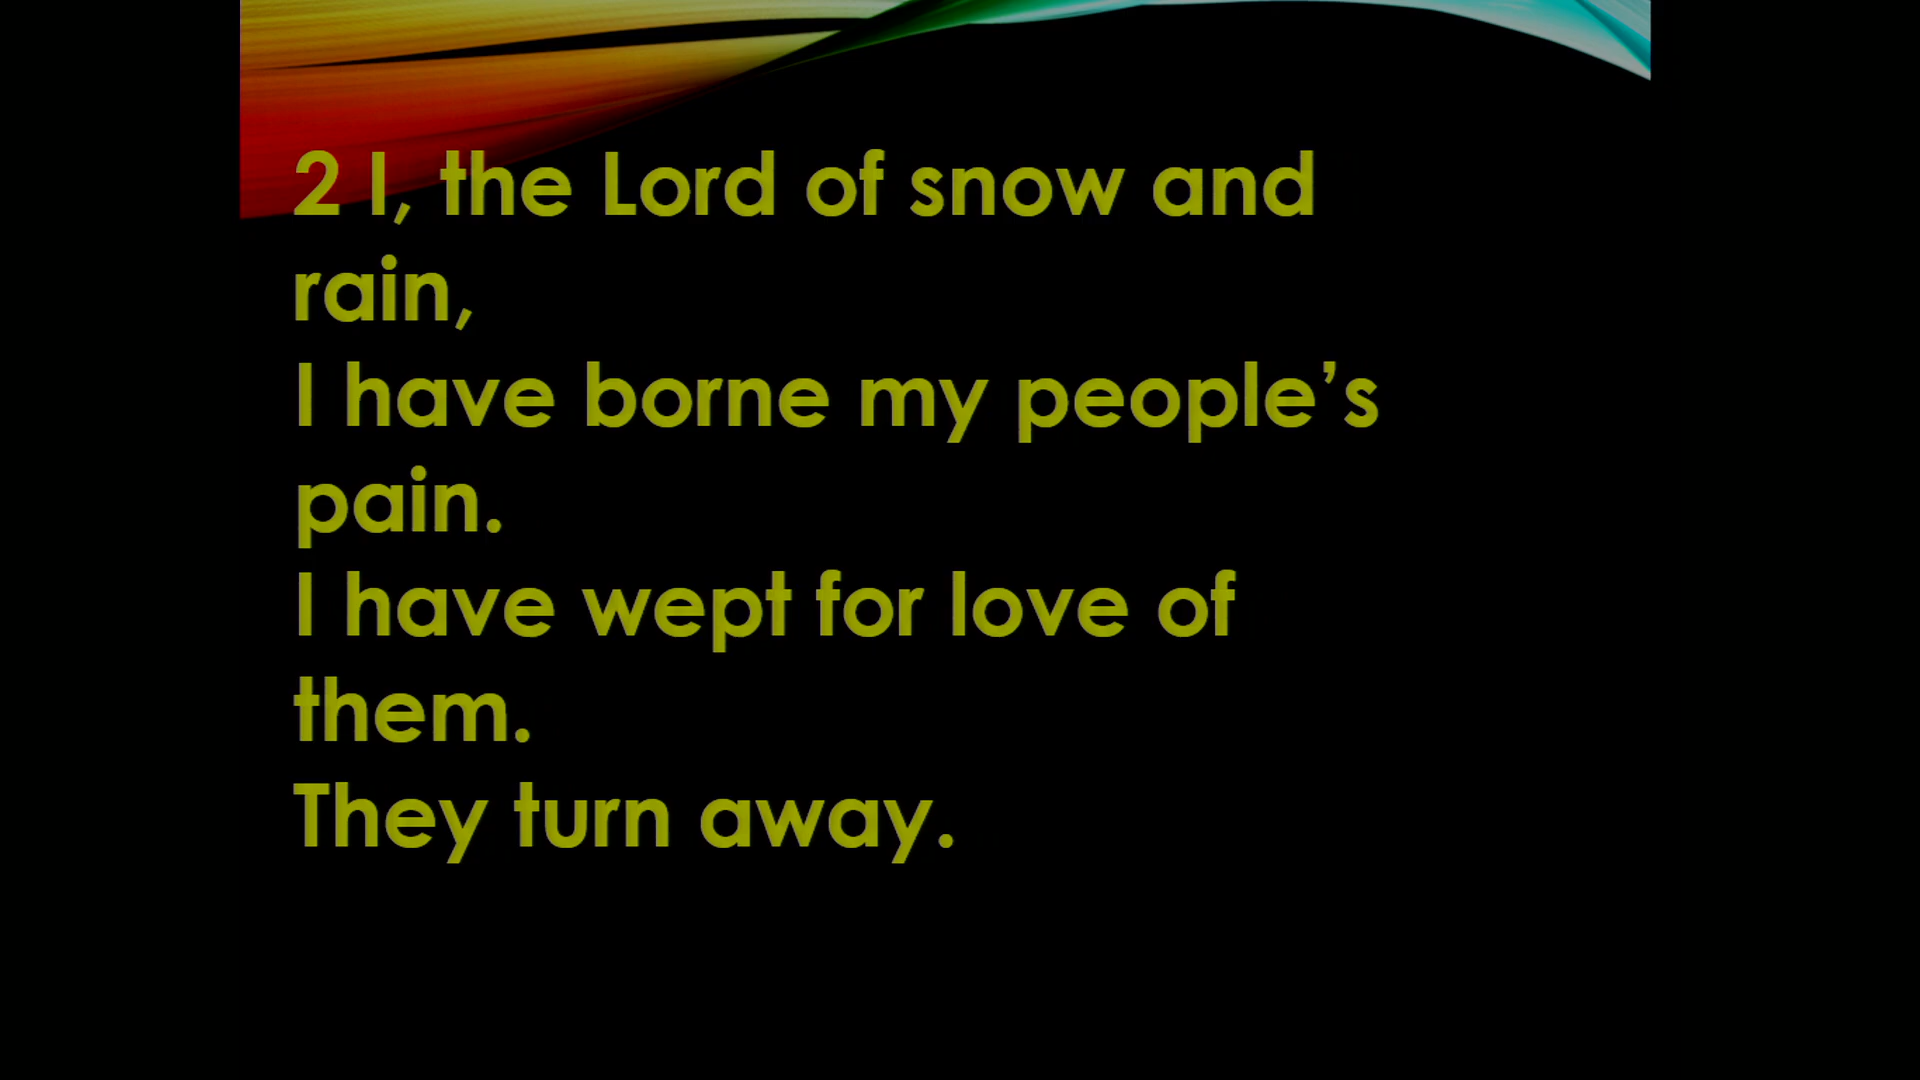 2 I, the Lord of snow and
rain,
I have borne my people’s
pain.
I have wept for love of
them.
They turn away.